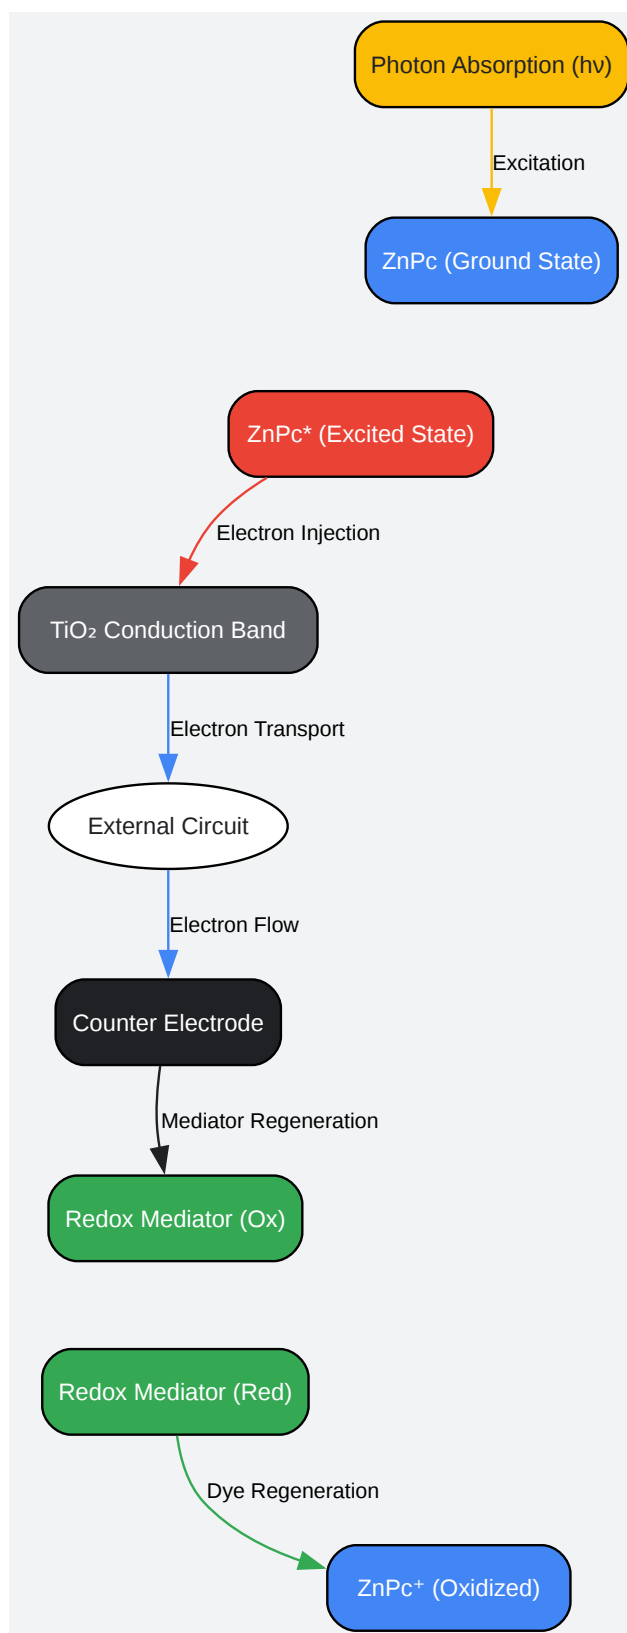 Photon Absorption (hν)
Excitation
ZnPc (Ground State)
ZnPc* (Excited State)
Electron Injection
TiO₂ Conduction Band
Electron Transport
External Circuit
Electron Flow
Counter Electrode
Mediator Regeneration
Redox Mediator (Ox)
Redox Mediator (Red)
Dye Regeneration
ZnPc⁺ (Oxidized)